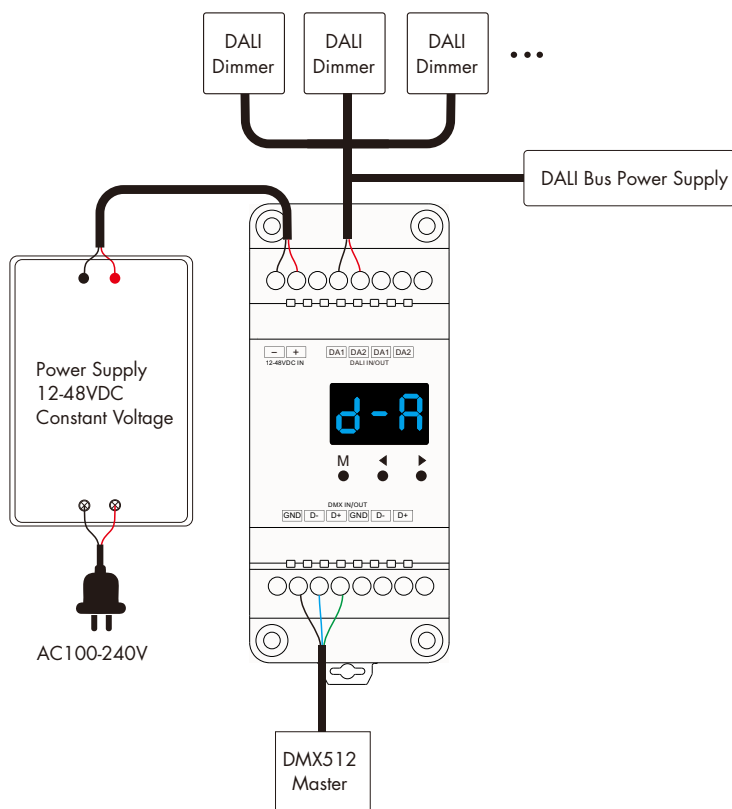 DALI
Dimmer
DALI
Dimmer
DALI
Dimmer
...
DALI Bus Power Supply
Power Supply
12-48VDC
Constant Voltage
AC100-240V
− +
12-48VDC IN
DA1 DA2 DA1 DA2
DALI IN/OUT
d-A
M ◀ ▶
DMX IN/OUT
GND D- D+ GND D- D+
DMX512
Master